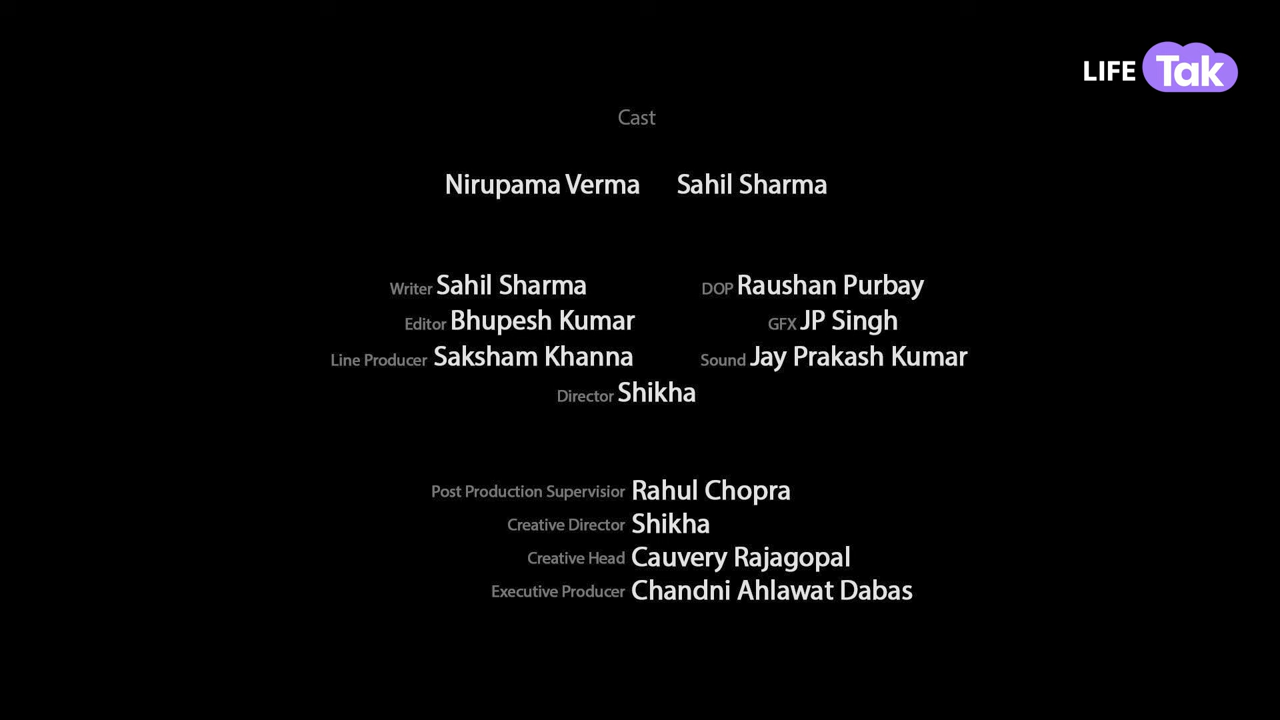 LIFE Tak
Cast
Nirupama Verma Sahil Sharma
Writer Sahil Sharma DOP Raushan Purbay
Editor Bhupesh Kumar GFX JP Singh
Line Producer Saksham Khanna Sound Jay Prakash Kumar
Director Shikha
Post Production Supervisior Rahul Chopra
Creative Director Shikha
Creative Head Cauvery Rajagopal
Executive Producer Chandni Ahlawat Dabas